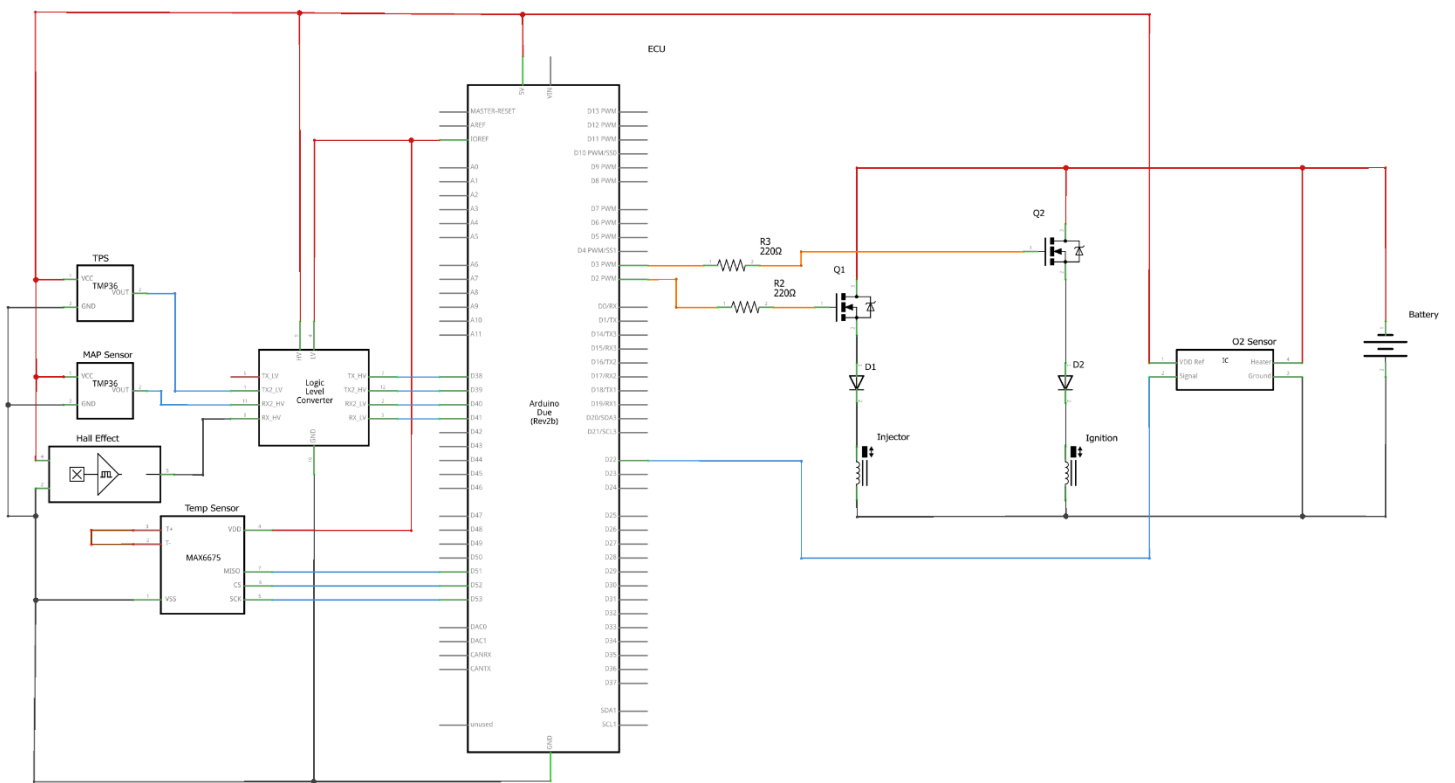 ECU
5V
VIN
MASTER-RESET
AREF
IOREF
A0
A1
A2
A3
A4
A5
A6
A7
A8
A9
A10
A11
D38
D39
D40
D41
D42
D43
D44
D45
D46
D47
D48
D49
D50
D51
D52
D53
DAC0
DAC1
CANRX
CANTX
unused
Arduino
Due
(Rev2b)
D13 PWM
D12 PWM
D11 PWM
D10 PWM/SS0
D9 PWM
D8 PWM
D7 PWM
D6 PWM
D5 PWM
D4 PWM/SS1
D3 PWM
D2 PWM
D0/RX
D1/TX
D14/TX3
D15/RX3
D16/TX2
D17/RX2
D18/TX1
D19/RX1
D20/SDA3
D21/SCL3
D22
D23
D24
D25
D26
D27
D28
D29
D30
D31
D32
D33
D34
D35
D36
D37
SDA1
SCL1
GND
TPS
VCC
TMP36
VOUT
GND
MAP Sensor
VCC
TMP36
VOUT
GND
Hall Effect
Temp Sensor
T+
T-
VDD
MAX6675
MISO
CS
SCK
VSS
HV
LV
TX_LV
TX2_LV
RX2_HV
RX_HV
Logic
Level
Converter
TX_HV
TX2_HV
RX2_LV
RX_LV
GND
R3
220Ω
R2
220Ω
Q1
Q2
D1
D2
Injector
Ignition
O2 Sensor
VDD Ref
Signal
IC
Heater
Ground
Battery